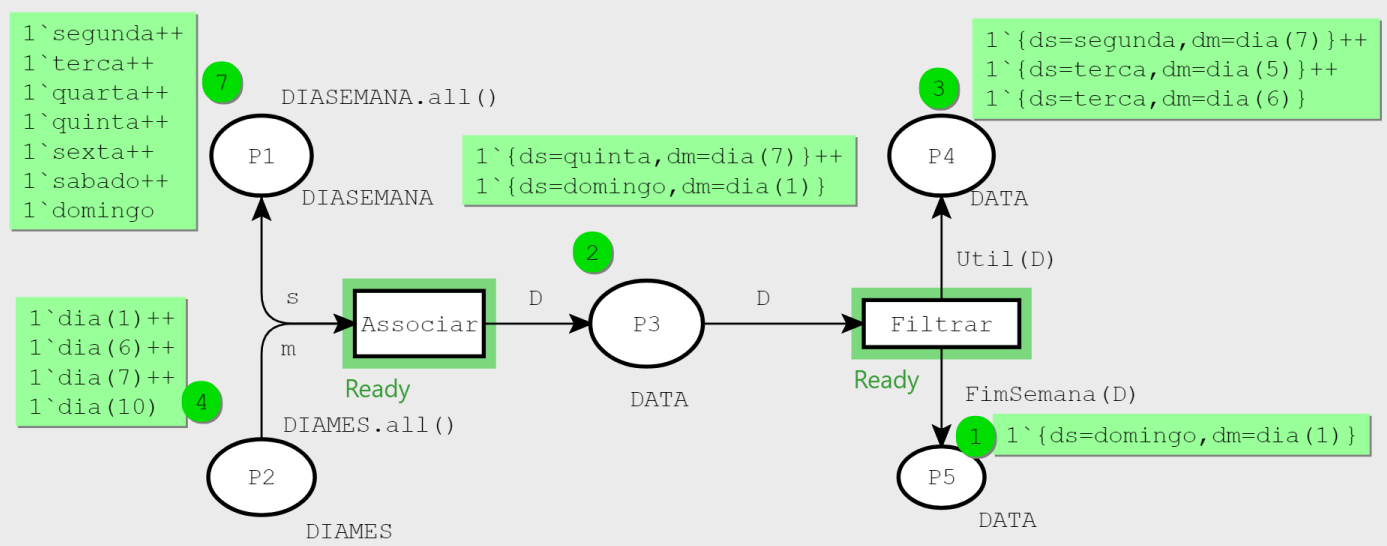 1`segunda++
1`terca++
1`quarta++
1`quinta++
1`sexta++
1`sabado++
1`domingo
7
DIASEMANA.all()
P1
DIASEMANA
1`{ds=quinta,dm=dia(7)}++
1`{ds=domingo,dm=dia(1)}
2
1`{ds=segunda,dm=dia(7)}++
1`{ds=terca,dm=dia(5)}++
1`{ds=terca,dm=dia(6)}
3
P4
DATA
Util(D)
s
m
Associar
Ready
D
P3
DATA
D
Filtrar
Ready
1`dia(1)++
1`dia(6)++
1`dia(7)++
1`dia(10)
4
DIAMES.all()
P2
DIAMES
FimSemana(D)
1
1`{ds=domingo,dm=dia(1)}
P5
DATA